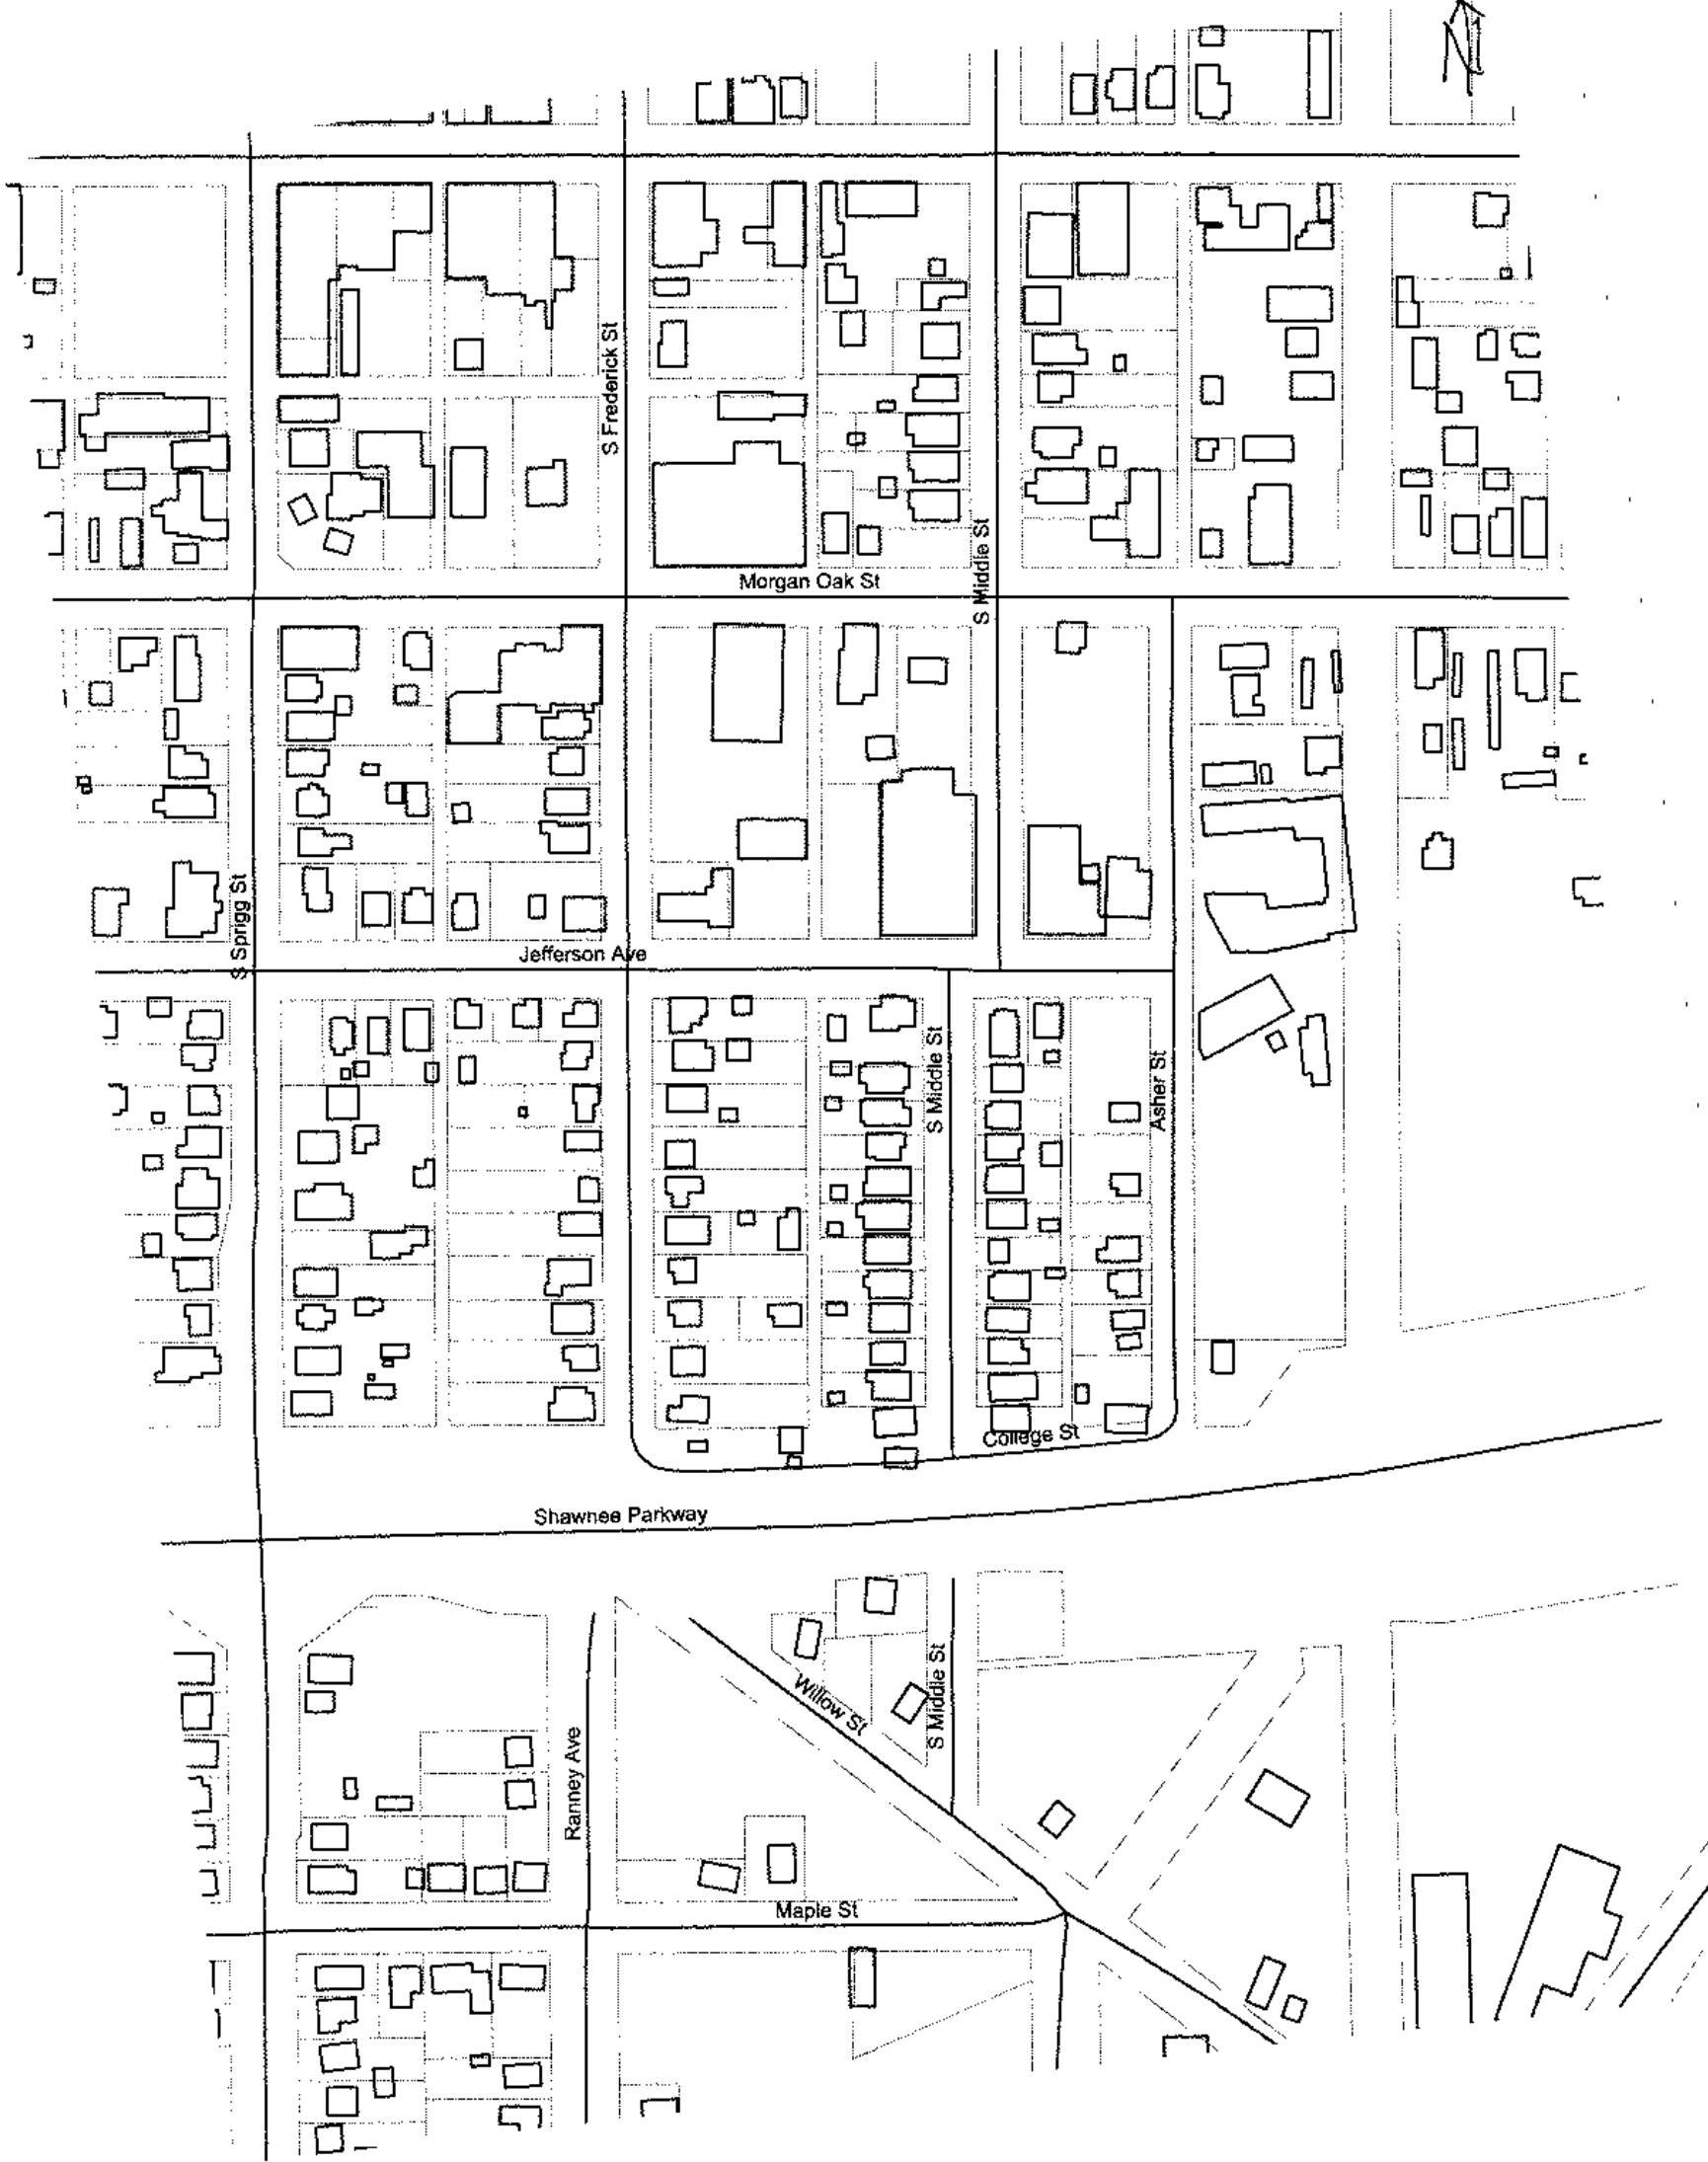 N
S Frederick St
S Middle St
Morgan Oak St
S Sprigg St
Jefferson Ave
S Middle St
Asher St
College St
Shawnee Parkway
Willow St
S Middle St
Ranney Ave
Maple St